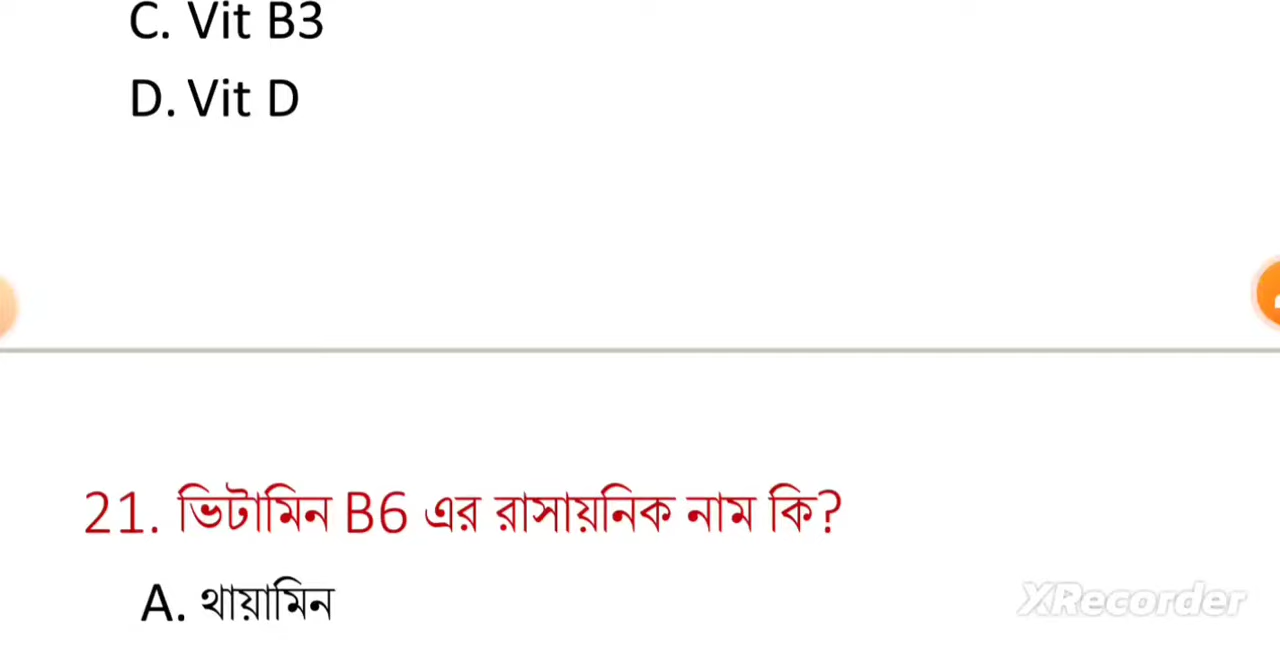 C. Vit B3
D. Vit D
21. ভিটামিন B6 এর রাসায়নিক নাম কি?
A. থায়ামিন
XRecorder